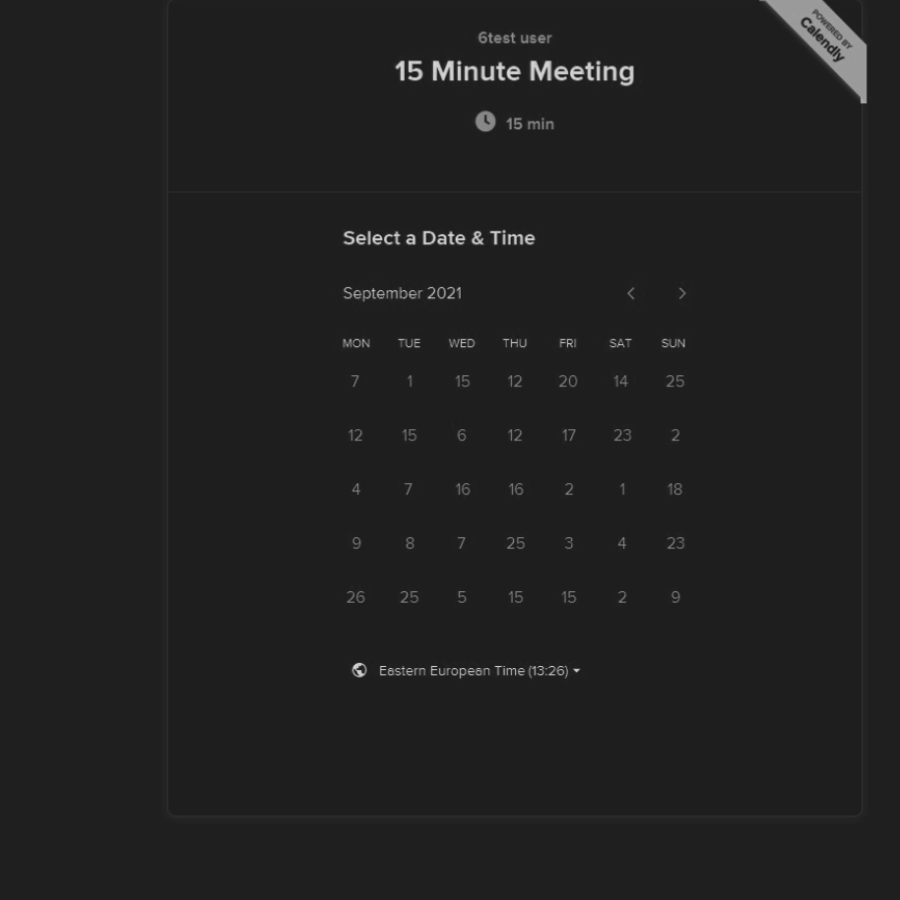 POWERED BY
Calendly
6test user
15 Minute Meeting
15 min
Select a Date & Time
September 2021
MON TUE WED THU FRI SAT SUN
7 1 15 12 20 14 25
12 15 6 12 17 23 2
4 7 16 16 2 1 18
9 8 7 25 3 4 23
26 25 5 15 15 2 9
Eastern European Time (13:26)